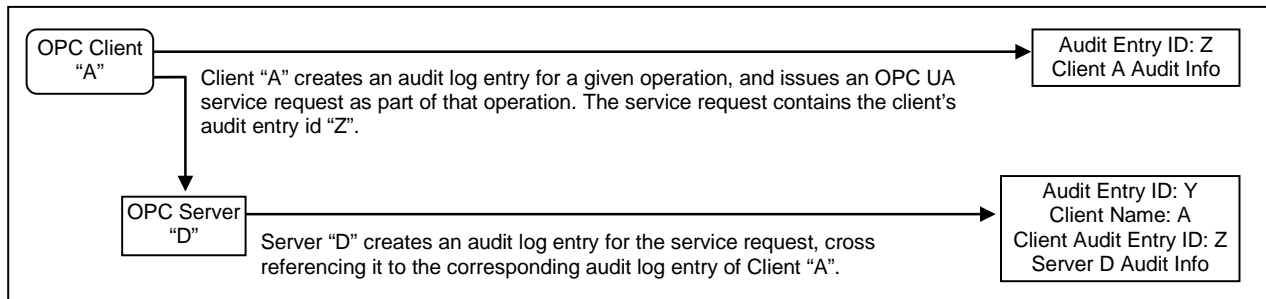 OPC Client
“A”
Audit Entry ID: Z
Client A Audit Info
Client “A” creates an audit log entry for a given operation, and issues an OPC UA
service request as part of that operation. The service request contains the client’s
audit entry id “Z”.
OPC Server
“D”
Audit Entry ID: Y
Client Name: A
Client Audit Entry ID: Z
Server D Audit Info
Server “D” creates an audit log entry for the service request, cross
referencing it to the corresponding audit log entry of Client “A”.